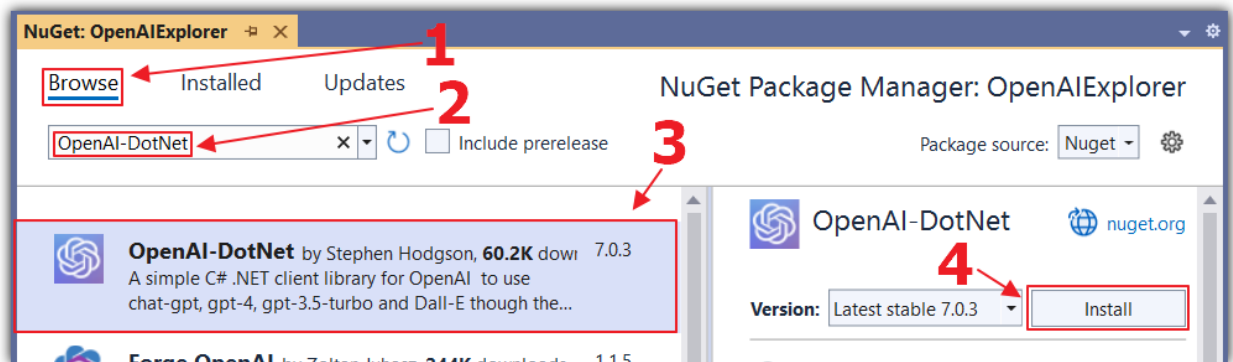 NuGet: OpenAIExplorer
1
Browse Installed Updates
NuGet Package Manager: OpenAIExplorer
2
OpenAI-DotNet
Include prerelease
Package source: Nuget
3
OpenAI-DotNet by Stephen Hodgson, 60.2K dow 7.0.3
A simple C# .NET client library for OpenAI to use
chat-gpt, gpt-4, gpt-3.5-turbo and Dall-E though the...
OpenAI-DotNet
nuget.org
4
Version: Latest stable 7.0.3
Install
1.1.5